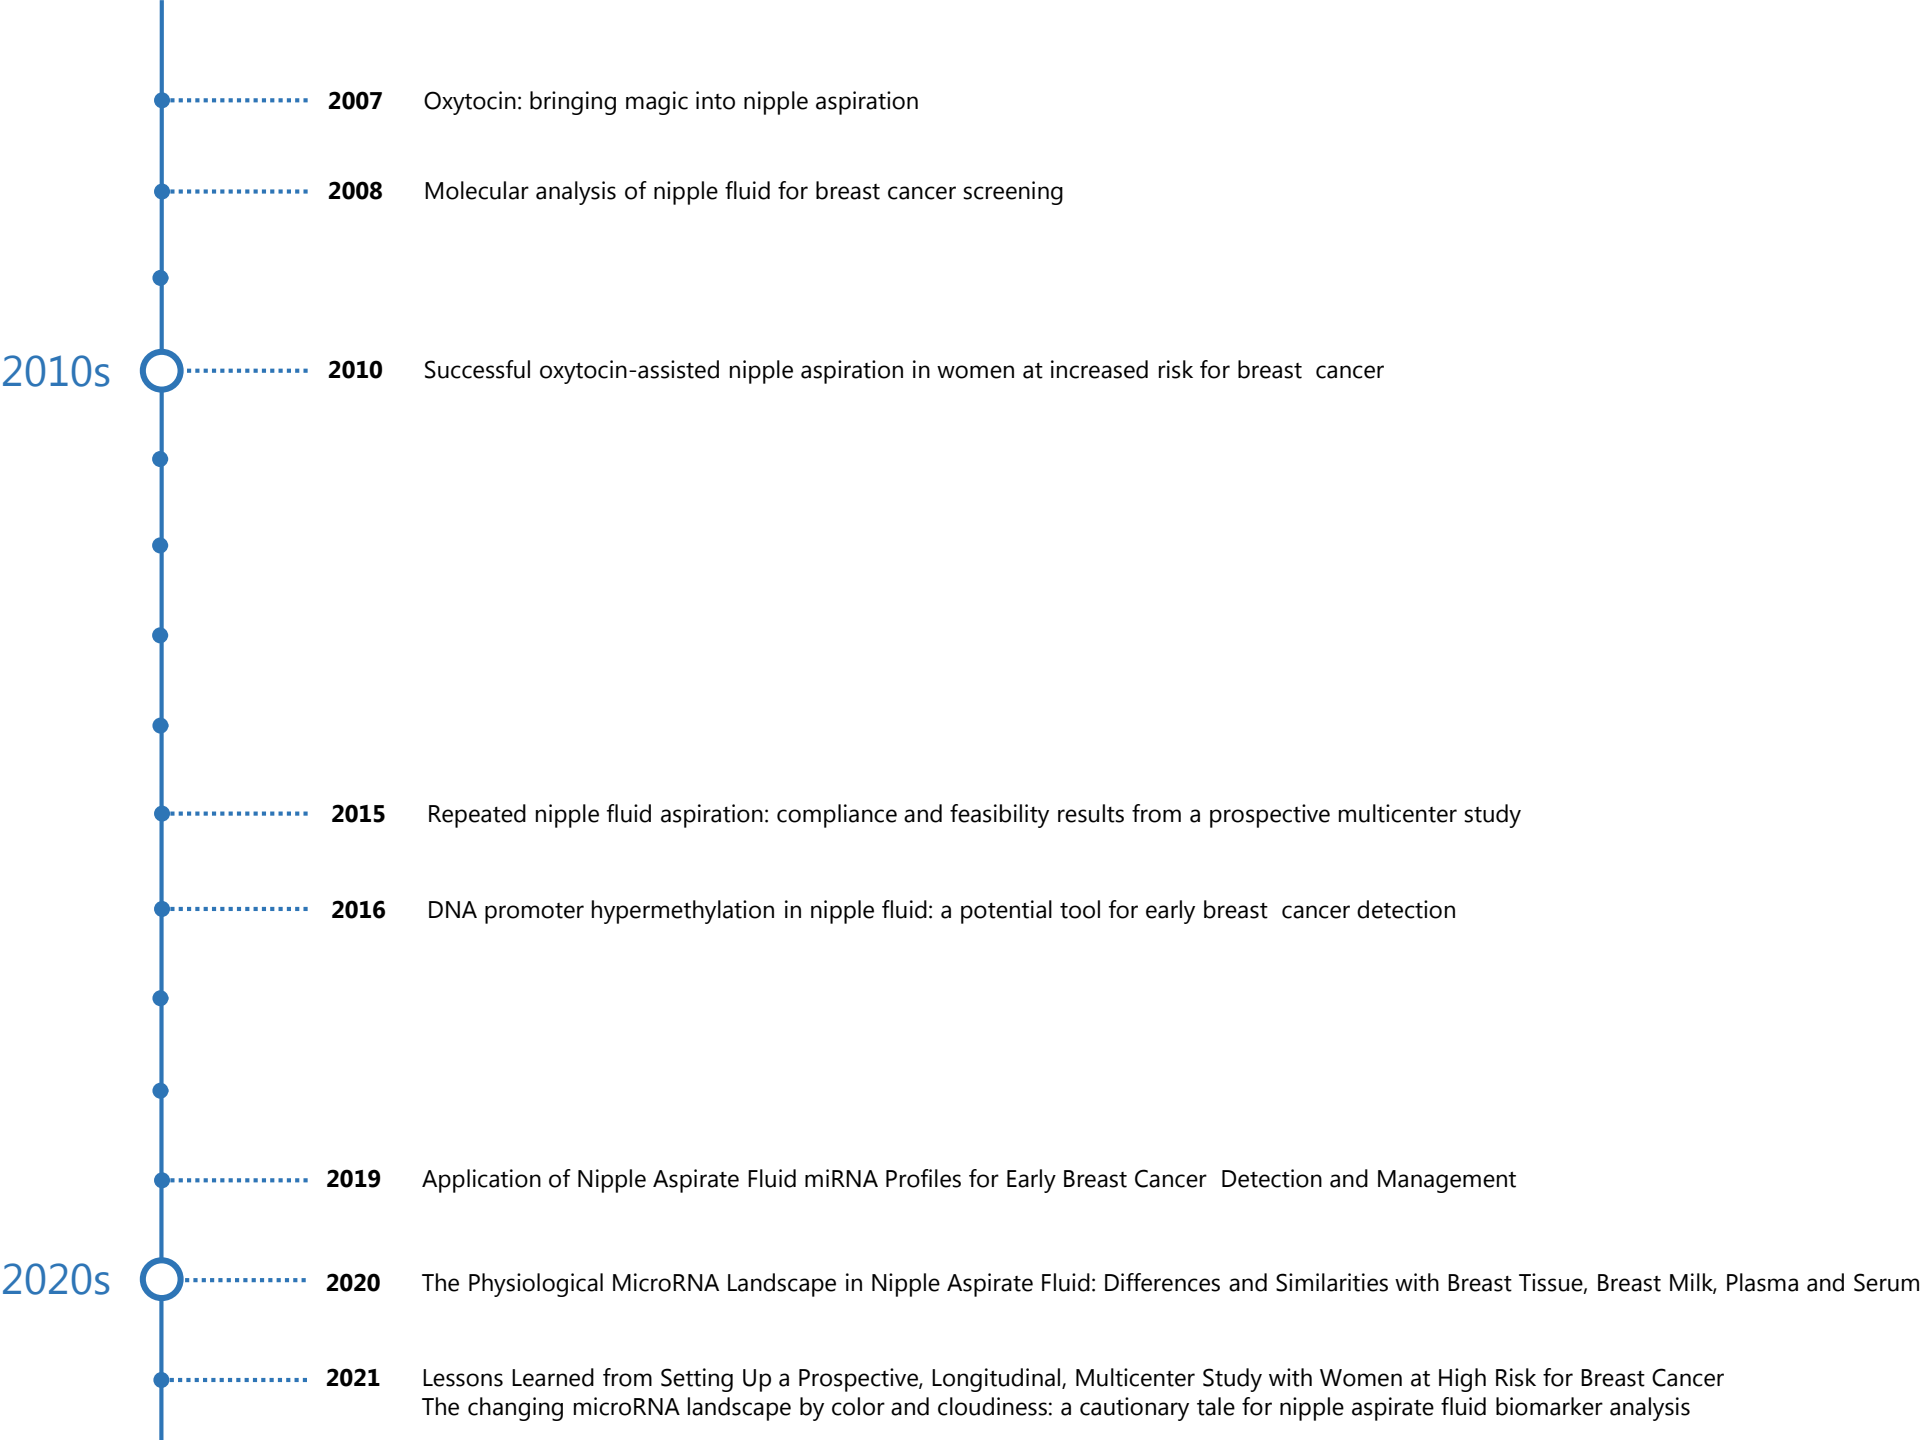 2007 Oxytocin: bringing magic into nipple aspiration
2008 Molecular analysis of nipple fluid for breast cancer screening
2010s 2010 Successful oxytocin-assisted nipple aspiration in women at increased risk for breast  cancer
2015 Repeated nipple fluid aspiration: compliance and feasibility results from a prospective multicenter study
2016 DNA promoter hypermethylation in nipple fluid: a potential tool for early breast  cancer detection
2019 Application of Nipple Aspirate Fluid miRNA Profiles for Early Breast Cancer  Detection and Management
2020s 2020 The Physiological MicroRNA Landscape in Nipple Aspirate Fluid: Differences and Similarities with Breast Tissue, Breast Milk, Plasma and Serum
2021 Lessons Learned from Setting Up a Prospective, Longitudinal, Multicenter Study with Women at High Risk for Breast Cancer
The changing microRNA landscape by color and cloudiness: a cautionary tale for nipple aspirate fluid biomarker analysis